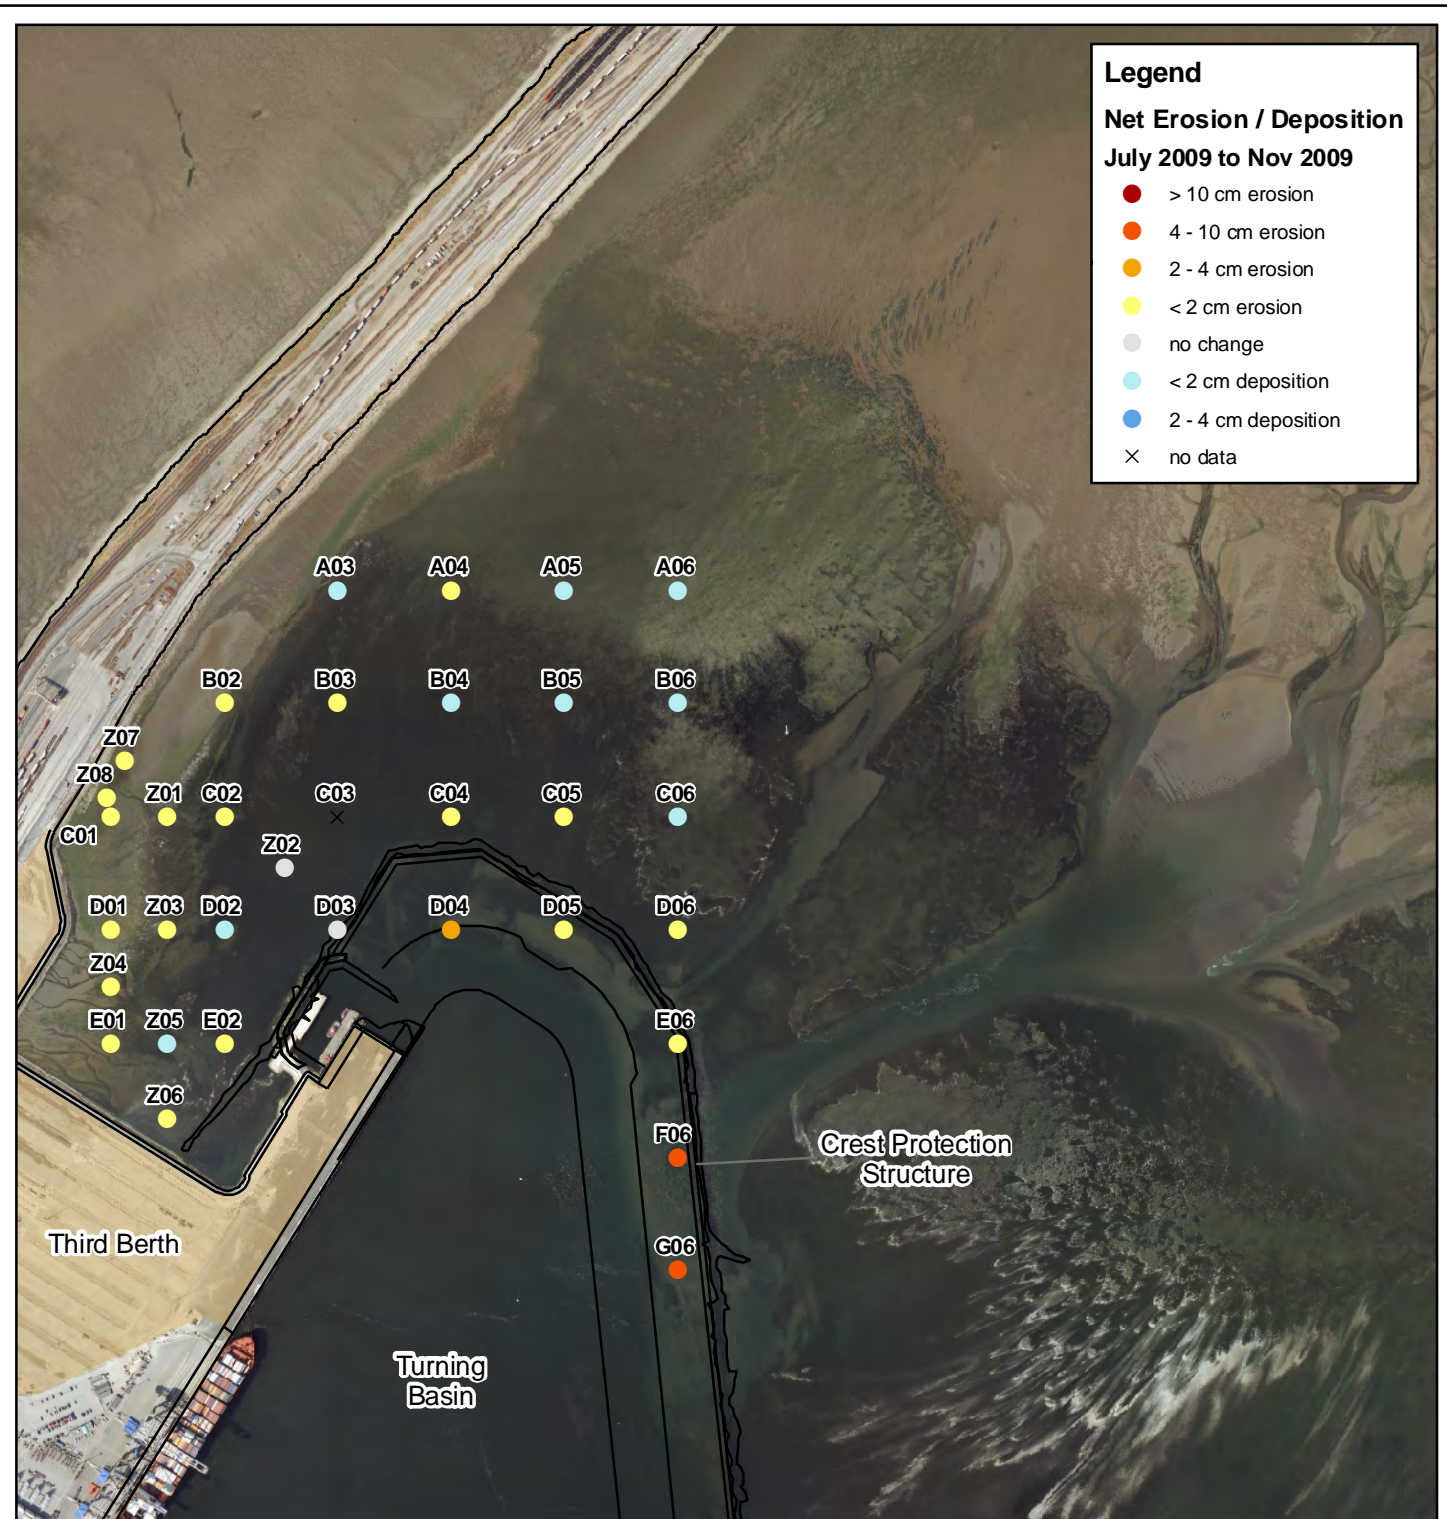 Legend
Net Erosion / Deposition
July 2009 to Nov 2009
> 10 cm erosion
4 - 10 cm erosion
2 - 4 cm erosion
< 2 cm erosion
no change
< 2 cm deposition
2 - 4 cm deposition
no data
A03 A04 A05 A06
B02 B03 B04 B05 B06
Z07
Z08
Z01 C02 C03 C04 C05 C06
C01
Z02
D01 Z03 D02 D03 D04 D05 D06
Z04
E01 Z05 E02 E06
Z06
F06
Crest Protection
Structure
Third Berth
G06
Turning
Basin